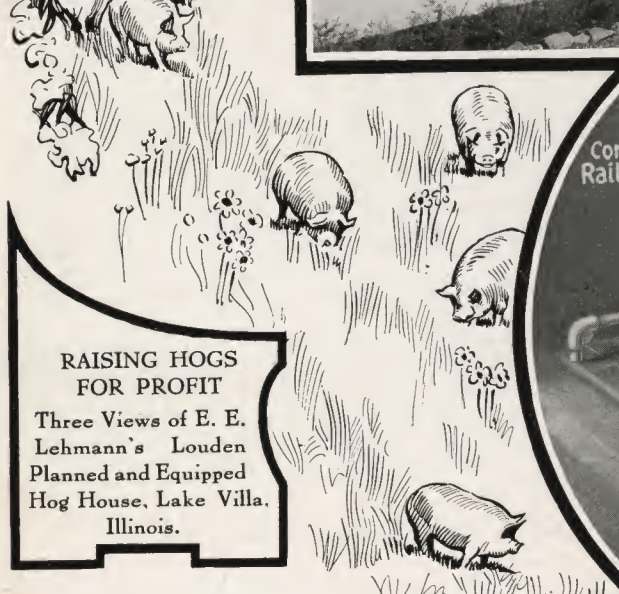 RAISING HOGS
FOR PROFIT
Three Views of E. E.
Lehmann's Louden
Planned and Equipped
Hog House, Lake Villa,
Illinois.